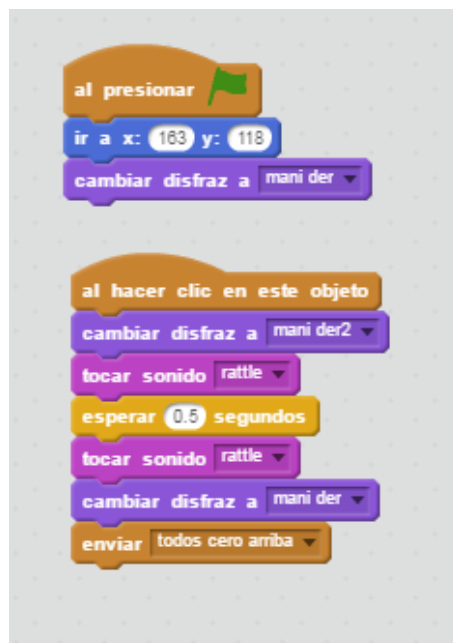 al presionar
ir a x: 163 y: 118
cambiar disfraz a mani der
al hacer clic en este objeto
cambiar disfraz a mani der2
tocar sonido rattle
esperar 0.5 segundos
tocar sonido rattle
cambiar disfraz a mani der
enviar todos cero arriba